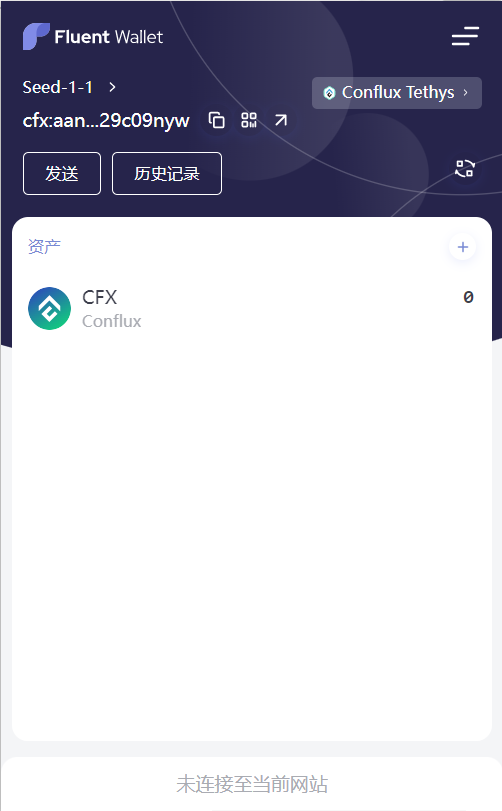 Fluent Wallet
Seed-1-1
Conflux Tethys
cfx:aan...29c09nyw
发送
历史记录
资产
CFX
0
Conflux
未连接至当前网站